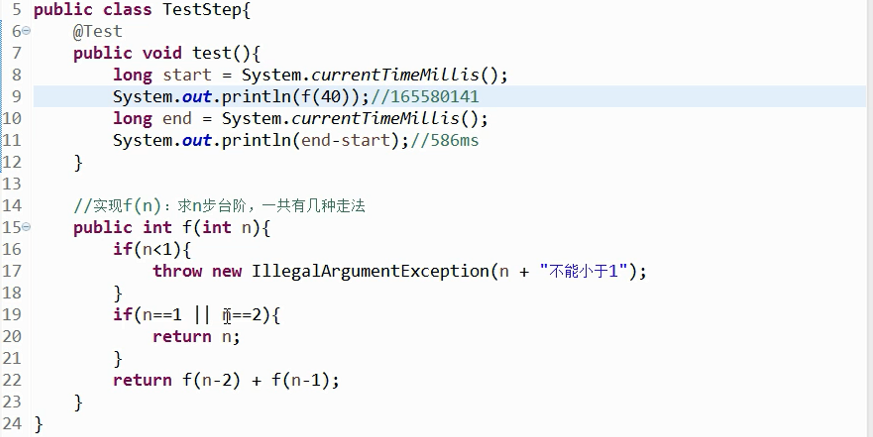 5 public class TestStep{
6 @Test
7 public void test(){
8 long start = System.currentTimeMillis();
9 System.out.println(f(40));//165580141
10 long end = System.currentTimeMillis();
11 System.out.println(end-start);//586ms
12 }
13
14 //实现f(n)：求n步台阶，一共有几种走法
15 public int f(int n){
16 if(n<1){
17 throw new IllegalArgumentException(n + "不能小于1");
18 }
19 if(n==1 || n==2){
20 return n;
21 }
22 return f(n-2) + f(n-1);
23 }
24 }